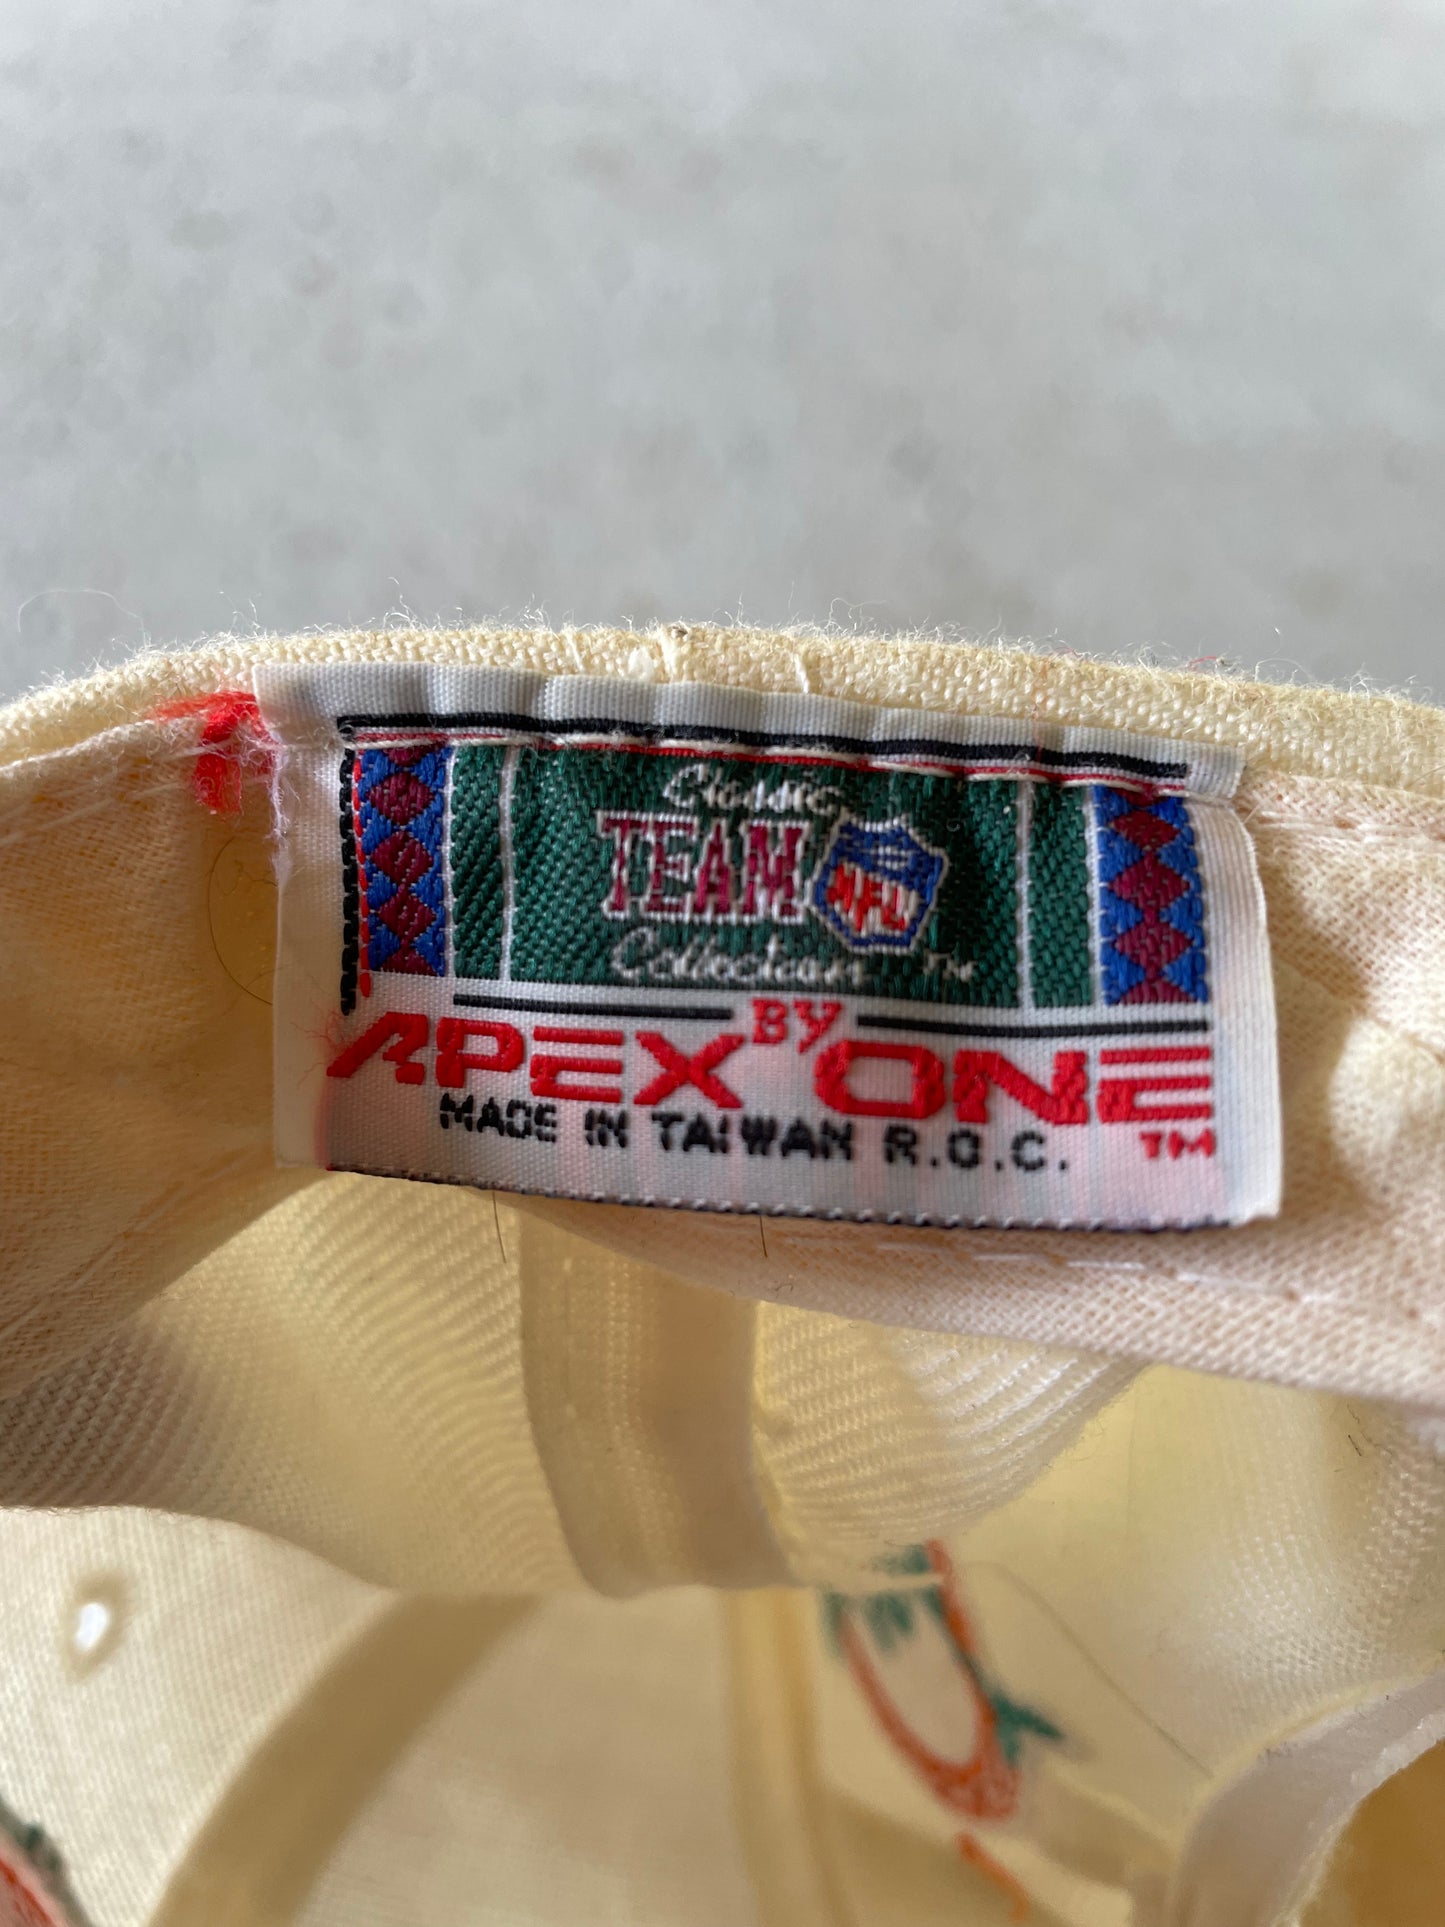 Classic
TEAM NFL
Collection TM
BY
APEX ONE
MADE IN TAIWAN R.O.C. TM